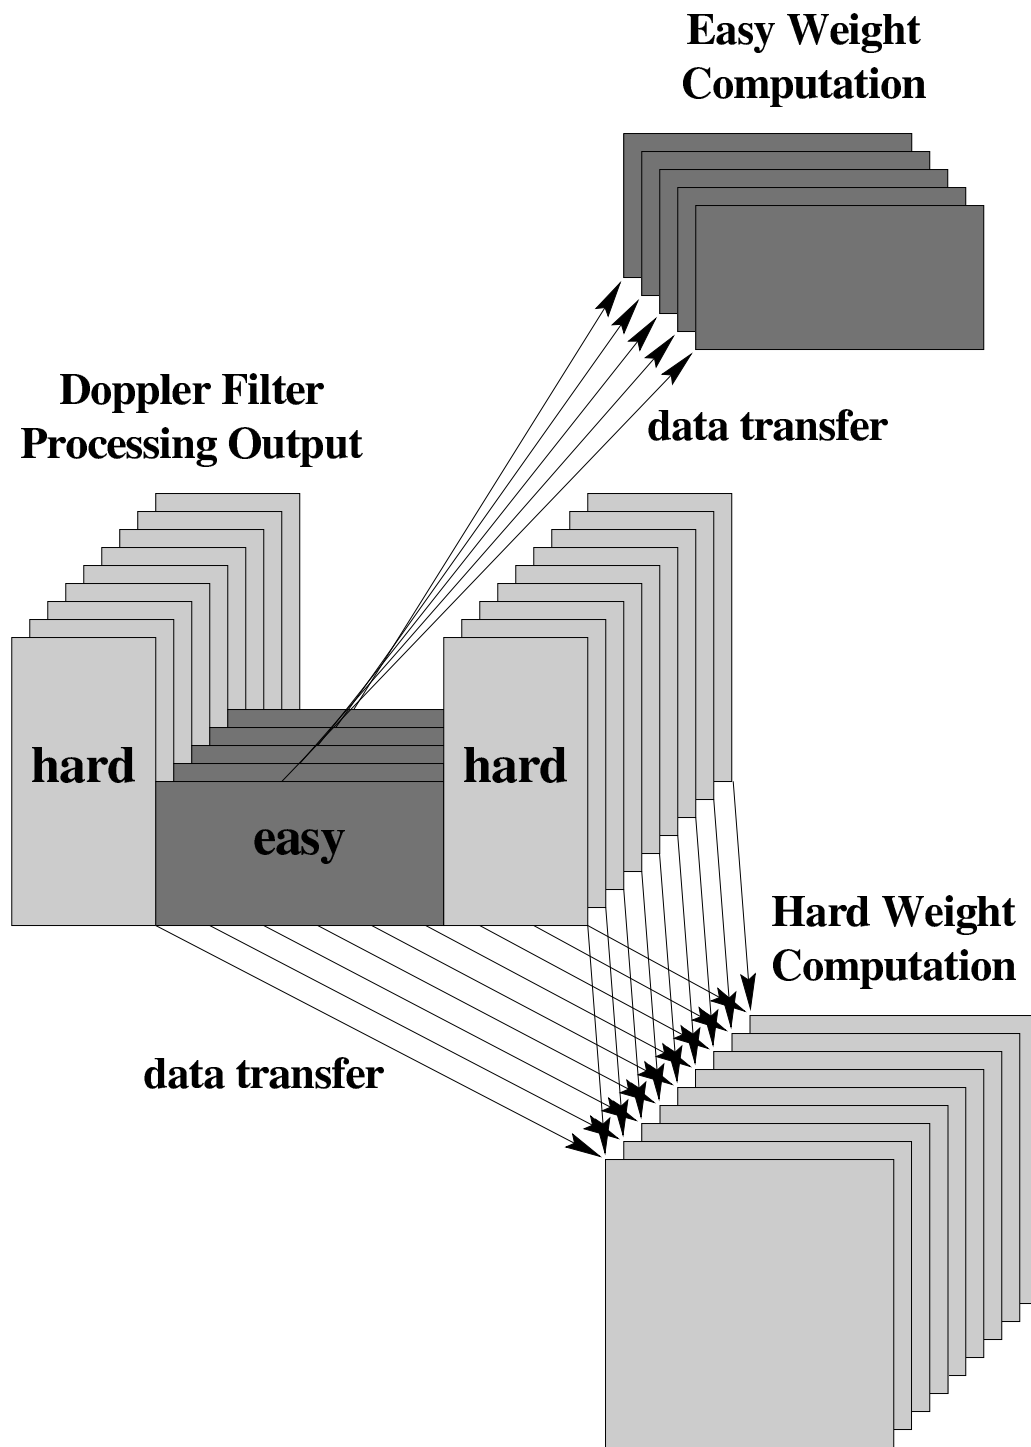 Easy Weight
Computation
Doppler Filter
Processing Output
data transfer
hard
hard
easy
Hard Weight
Computation
data transfer